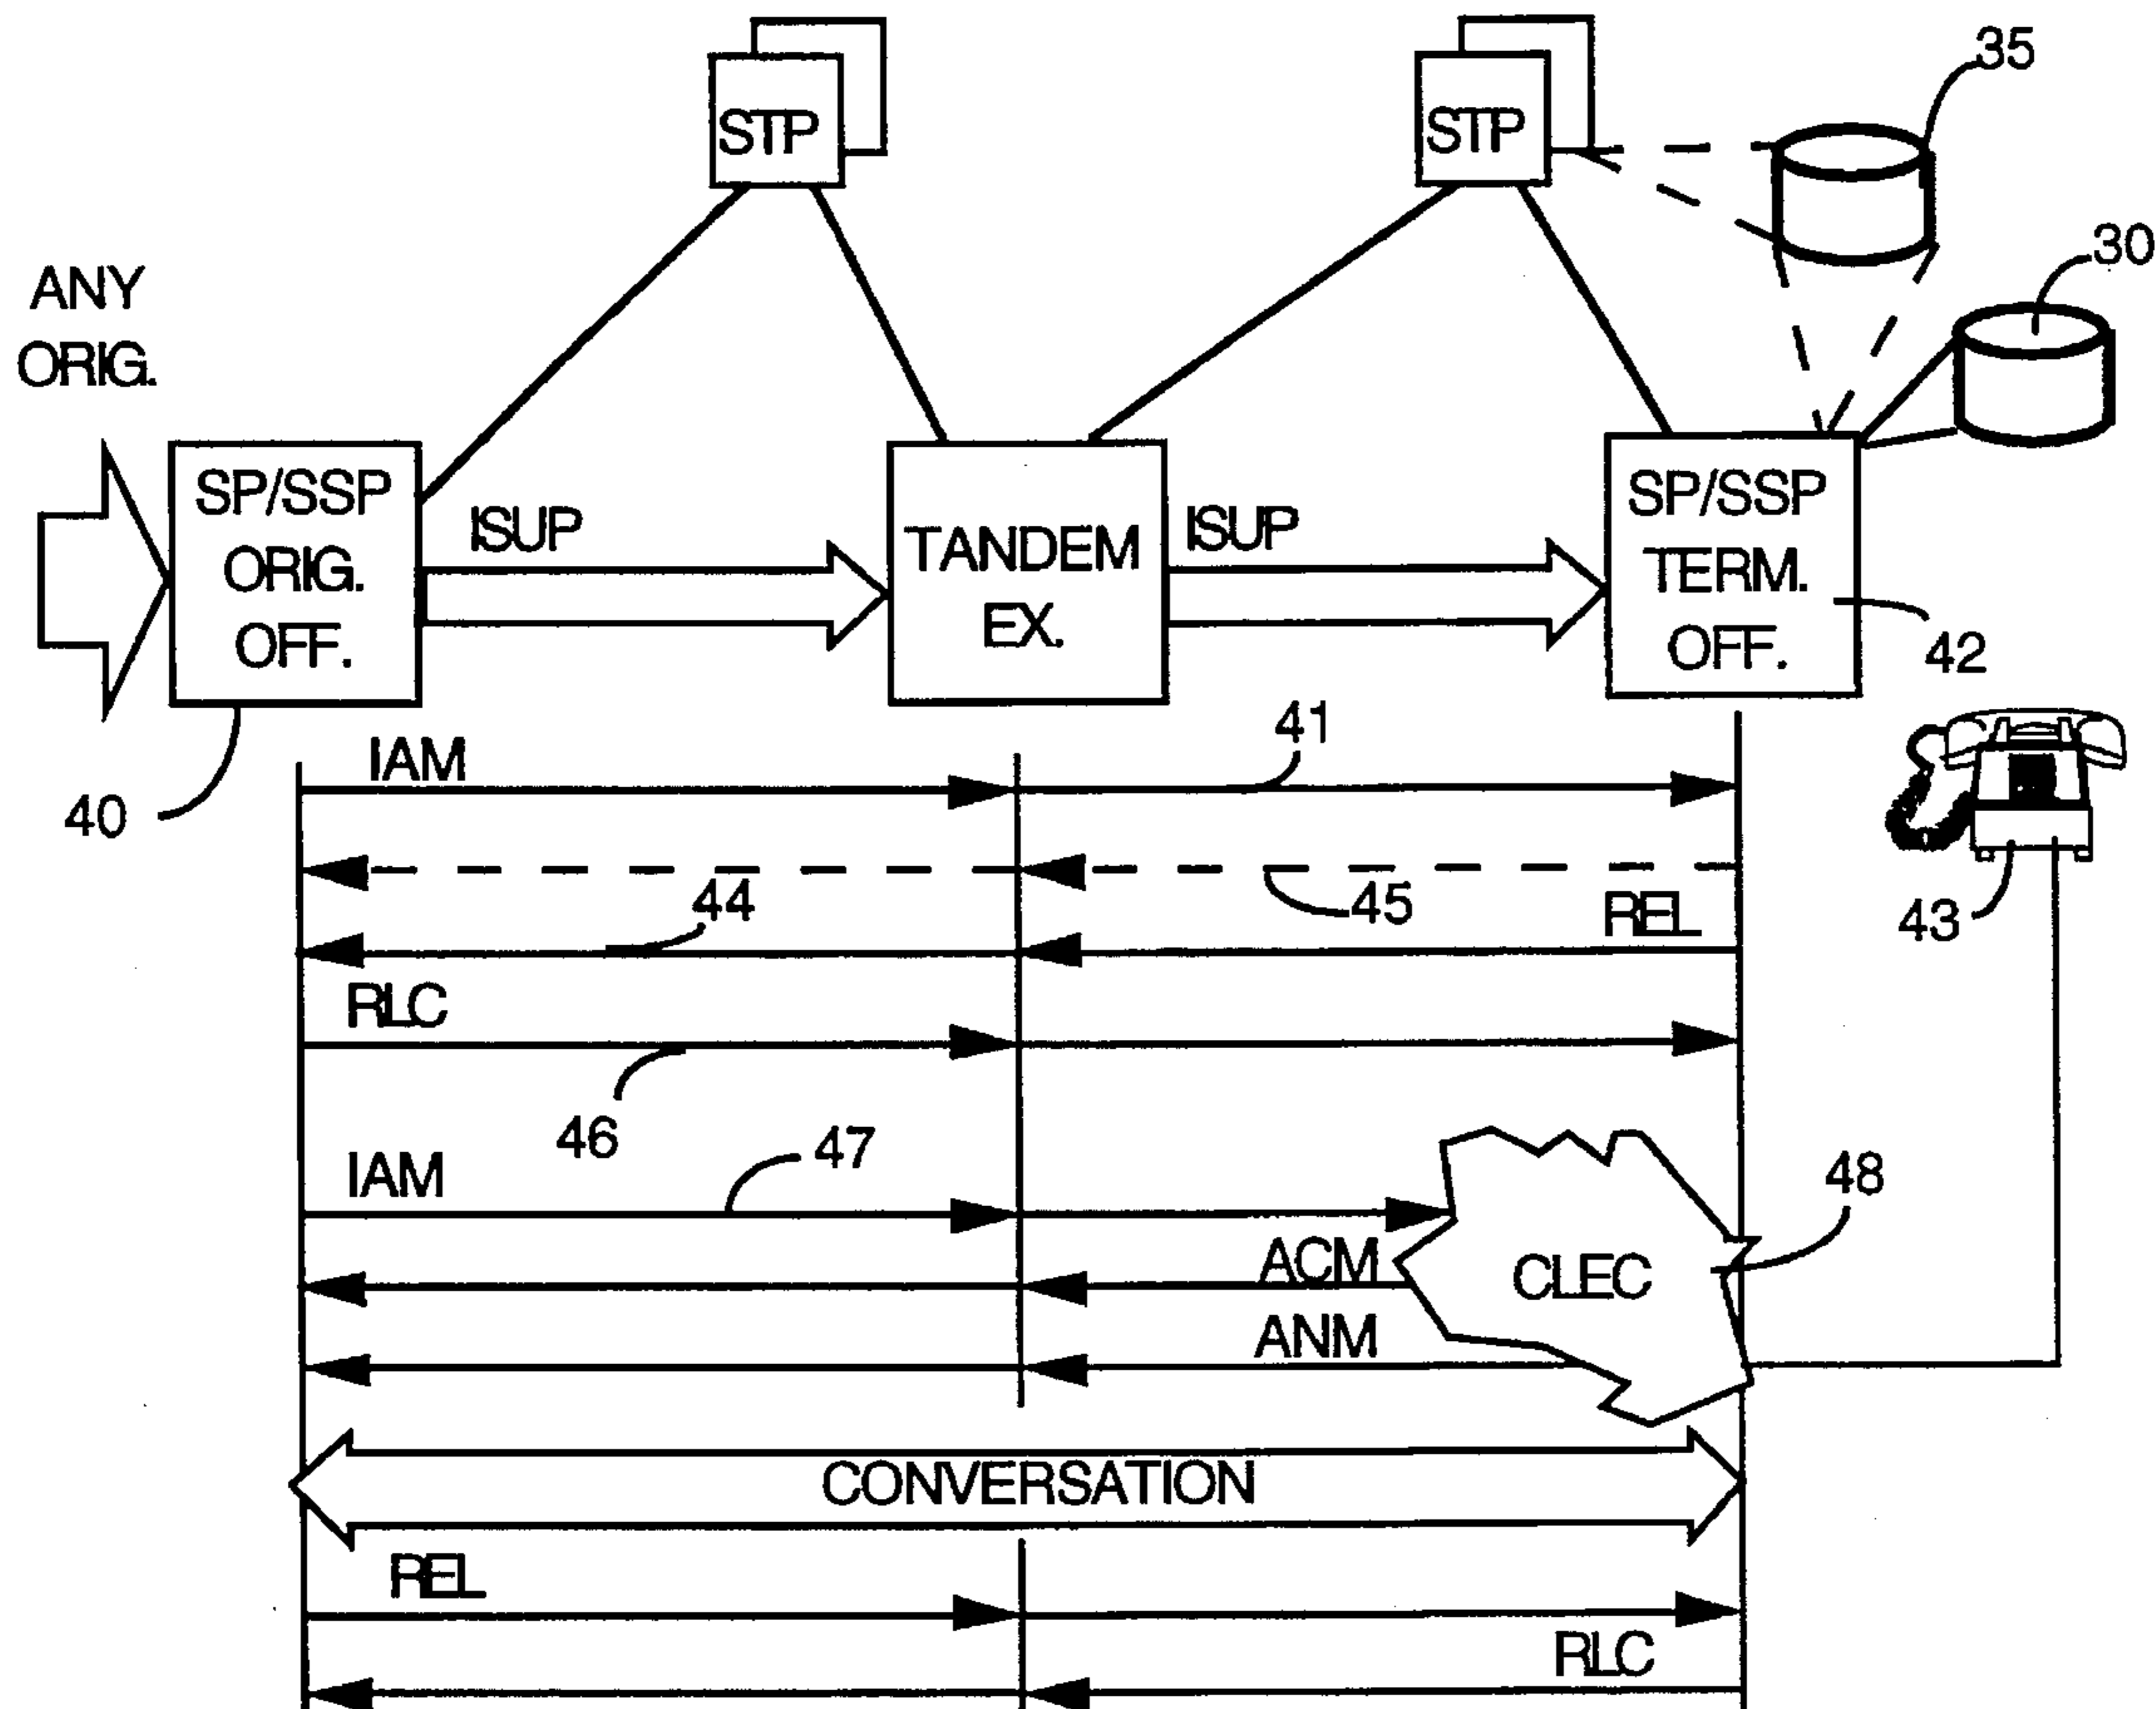 STP
STP
35
30
ANY
ORIG.
SP/SSP
ORIG.
OFF.
ISUP
TANDEM
EX.
ISUP
SP/SSP
TERM.
OFF.
42
40
IAM
41
43
44
45
REL
RLC
46
IAM
47
48
ACM
CLEC
ANM
CONVERSATION
REL
RLC